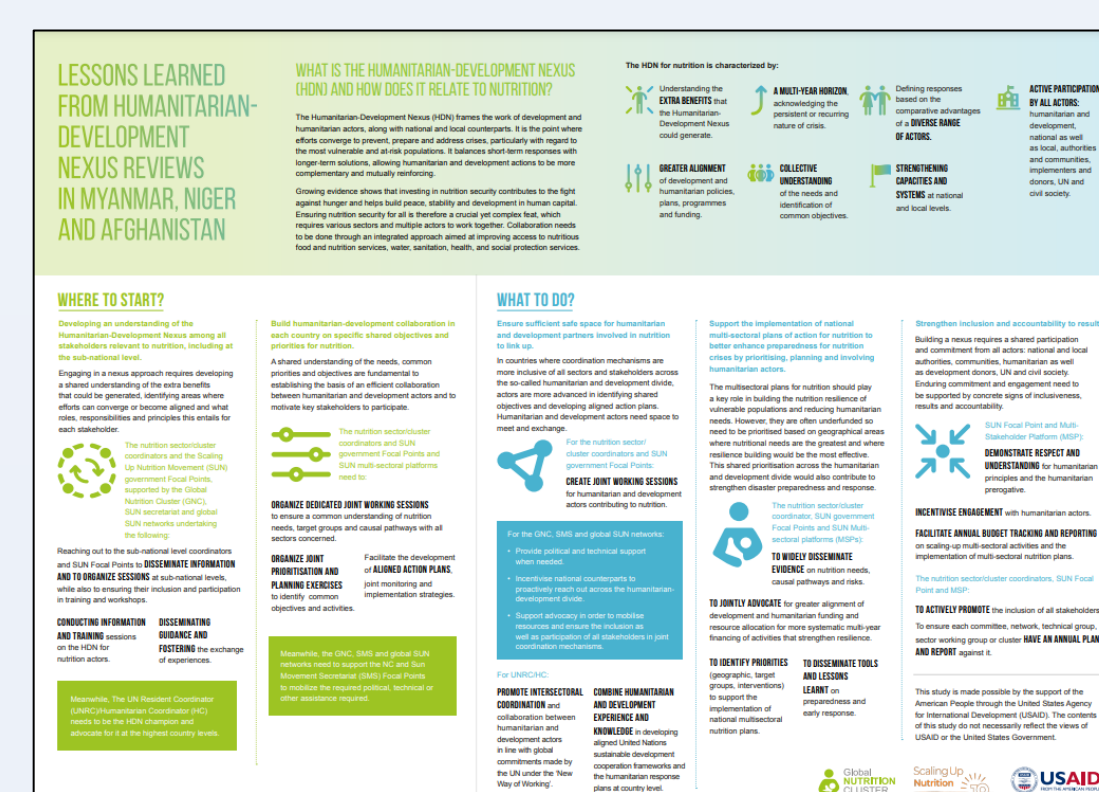 LESSONS LEARNED
FROM HUMANITARIAN-
DEVELOPMENT
NEXUS REVIEWS
IN MYANMAR, NIGER
AND AFGHANISTAN
WHAT IS THE HUMANITARIAN-DEVELOPMENT NEXUS
(HDN) AND HOW DOES IT RELATE TO NUTRITION?
The Humanitarian-Development Nexus (HDN) frames the work of development and
humanitarian actors, along with national and local counterparts. It is the point where
efforts converge to prevent, prepare and address crises, particularly with regard to
the most vulnerable and at-risk populations. It balances short-term responses with
longer-term solutions, allowing humanitarian and development actions to be more
complementary and mutually reinforcing.
Growing evidence shows that investing in nutrition security contributes to the fight
against hunger and helps build peace, stability and development in human capital.
Ensuring nutrition security for all is therefore a crucial yet complex feat, which
requires various sectors and multiple actors to work together. Collaboration needs
to be done through an integrated approach aimed at improving access to nutritious
food and nutrition services, water, sanitation, health, and social protection services.
The HDN for nutrition is characterized by:
Understanding the
EXTRA BENEFITS that
the Humanitarian-
Development Nexus
could generate.
A MULTI-YEAR HORIZON,
acknowledging the
persistent or recurring
nature of crisis.
Defining responses
based on the
comparative advantages
of a DIVERSE RANGE
OF ACTORS.
ACTIVE PARTICIPATION
BY ALL ACTORS:
humanitarian and
development,
national as well
as local, authorities
and communities,
implementers and
donors, UN and
civil society.
GREATER ALIGNMENT
of development and
humanitarian policies,
plans, programmes
and funding.
COLLECTIVE
UNDERSTANDING
of the needs and
identification of
common objectives.
STRENGTHENING
CAPACITIES AND
SYSTEMS at national
and local levels.
WHERE TO START?
Developing an understanding of the
Humanitarian-Development Nexus among all
stakeholders relevant to nutrition, including at
the sub-national level.
Engaging in a nexus approach requires developing
a shared understanding of the extra benefits
that could be generated, identifying areas where
efforts can converge or become aligned and what
roles, responsibilities and principles this entails for
each stakeholder.
The nutrition sector/cluster
coordinators and the Scaling
Up Nutrition Movement (SUN)
government Focal Points,
supported by the Global
Nutrition Cluster (GNC),
SUN secretariat and global
SUN networks undertaking
the following:
Reaching out to the sub-national level coordinators
and SUN Focal Points to DISSEMINATE INFORMATION
AND TO ORGANIZE SESSIONS at sub-national levels,
while also to ensuring their inclusion and participation
in training and workshops.
CONDUCTING INFORMATION
AND TRAINING sessions
on the HDN for
nutrition actors.
DISSEMINATING
GUIDANCE AND
FOSTERING the exchange
of experiences.
Meanwhile, The UN Resident Coordinator
(UNRC)/Humanitarian Coordinator (HC)
needs to be the HDN champion and
advocate for it at the highest country levels.
Build humanitarian-development collaboration in
each country on specific shared objectives and
priorities for nutrition.
A shared understanding of the needs, common
priorities and objectives are fundamental to
establishing the basis of an efficient collaboration
between humanitarian and development actors and to
motivate key stakeholders to participate.
The nutrition sector/cluster
coordinators and SUN
government Focal Points and
SUN multi-sectoral platforms
need to:
ORGANIZE DEDICATED JOINT WORKING SESSIONS
to ensure a common understanding of nutrition
needs, target groups and causal pathways with all
sectors concerned.
ORGANIZE JOINT
PRIORITISATION AND
PLANNING EXERCISES
to identify common
objectives and activities.
Facilitate the development
of ALIGNED ACTION PLANS,
joint monitoring and
implementation strategies.
Meanwhile, the GNC, SMS and global SUN
networks need to support the NC and Sun
Movement Secretariat (SMS) Focal Points
to mobilize the required political, technical or
other assistance required.
WHAT TO DO?
Ensure sufficient safe space for humanitarian
and development partners involved in nutrition
to link up.
In countries where coordination mechanisms are
more inclusive of all sectors and stakeholders across
the so-called humanitarian and development divide,
actors are more advanced in identifying shared
objectives and developing aligned action plans.
Humanitarian and development actors need space to
meet and exchange.
For the nutrition sector/
cluster coordinators and SUN
government Focal Points:
CREATE JOINT WORKING SESSIONS
for humanitarian and development
actors contributing to nutrition.
For the GNC, SMS and global SUN networks:
• Provide political and technical support
when needed.
• Incentivise national counterparts to
proactively reach out across the humanitarian-
development divide.
• Support advocacy in order to mobilise
resources and ensure the inclusion as
well as participation of all stakeholders in joint
coordination mechanisms.
For UNRC/HC:
PROMOTE INTERSECTORAL
COORDINATION and
collaboration between
humanitarian and
development actors
in line with global
commitments made by
the UN under the 'New
Way of Working'.
COMBINE HUMANITARIAN
AND DEVELOPMENT
EXPERIENCE AND
KNOWLEDGE in developing
aligned United Nations
sustainable development
cooperation frameworks and
the humanitarian response
plans at country level.
Support the implementation of national
multi-sectoral plans of action for nutrition to
better enhance preparedness for nutrition
crises by prioritising, planning and involving
humanitarian actors.
The multisectoral plans for nutrition should play
a key role in building the nutrition resilience of
vulnerable populations and reducing humanitarian
needs. However, they are often underfunded so
need to be prioritised based on geographical areas
where nutritional needs are the greatest and where
resilience building would be the most effective.
This shared prioritisation across the humanitarian
and development divide would also contribute to
strengthen disaster preparedness and response.
The nutrition sector/cluster
coordinator, SUN government
Focal Points and SUN Multi-
sectoral platforms (MSPs):
TO WIDELY DISSEMINATE
EVIDENCE on nutrition needs,
causal pathways and risks.
TO JOINTLY ADVOCATE for greater alignment of
development and humanitarian funding and
resource allocation for more systematic multi-year
financing of activities that strengthen resilience.
TO IDENTIFY PRIORITIES
(geographic, target
groups, interventions)
to support the
implementation of
national multisectoral
nutrition plans.
TO DISSEMINATE TOOLS
AND LESSONS
LEARNT on
preparedness and
early response.
Strengthen inclusion and accountability to result
Building a nexus requires a shared participation
and commitment from all actors: national and local
authorities, communities, humanitarian as well
as development donors, UN and civil society.
Enduring commitment and engagement need to
be supported by concrete signs of inclusiveness,
results and accountability.
SUN Focal Point and Multi-
Stakeholder Platform (MSP):
DEMONSTRATE RESPECT AND
UNDERSTANDING for humanitarian
principles and the humanitarian
prerogative.
INCENTIVISE ENGAGEMENT with humanitarian actors.
FACILITATE ANNUAL BUDGET TRACKING AND REPORTING
on scaling-up multi-sectoral activities and the
implementation of multi-sectoral nutrition plans.
The nutrition sector/cluster coordinators, SUN Focal
Point and MSP:
TO ACTIVELY PROMOTE the inclusion of all stakeholders
To ensure each committee, network, technical group,
sector working group or cluster HAVE AN ANNUAL PLAN
AND REPORT against it.
This study is made possible by the support of the
American People through the United States Agency
for International Development (USAID). The contents
of this study do not necessarily reflect the views of
USAID or the United States Government.
Global
NUTRITION
CLUSTER
Scaling Up
Nutrition
USAID
FROM THE AMERICAN PEOPLE